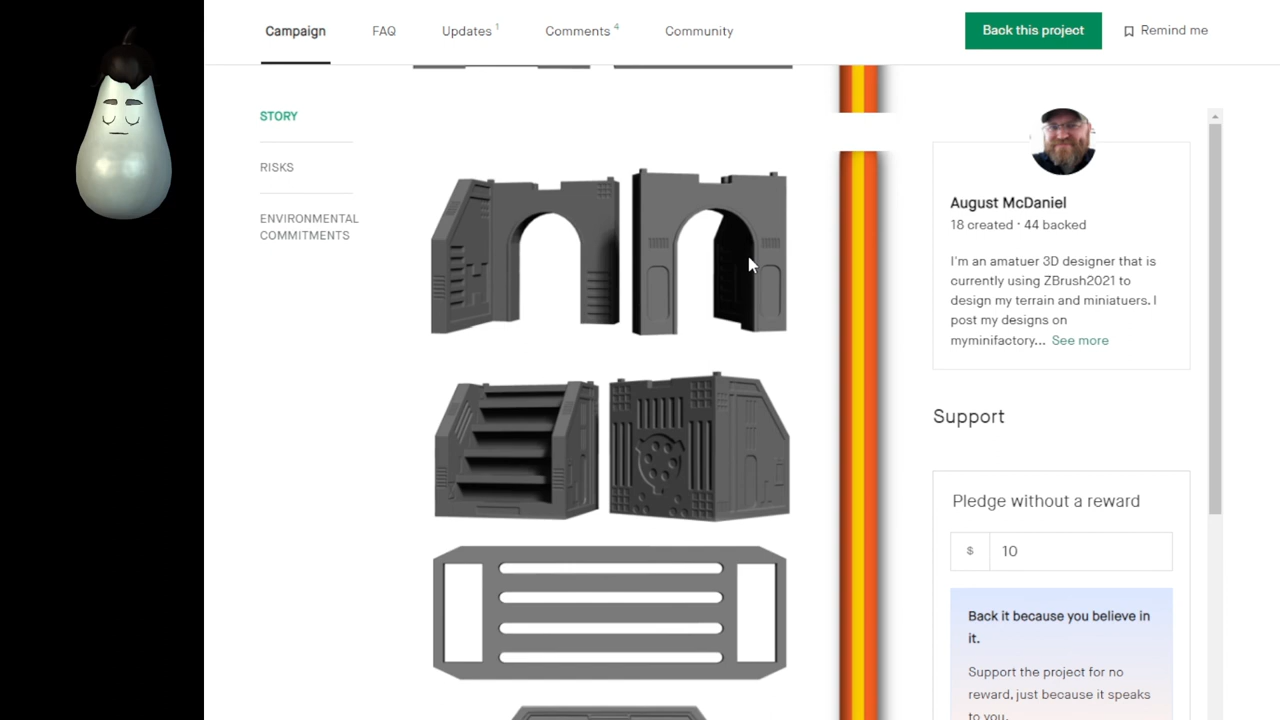 Campaign
FAQ
Updates 1
Comments 4
Community
Back this project
Remind me
STORY
RISKS
ENVIRONMENTAL
COMMITMENTS
August McDaniel
18 created · 44 backed
I'm an amatuer 3D designer that is
currently using ZBrush2021 to
design my terrain and miniatuers. I
post my designs on
myminifactory... See more
Support
Pledge without a reward
$ 10
Back it because you believe in
it.
Support the project for no
reward, just because it speaks
to you.